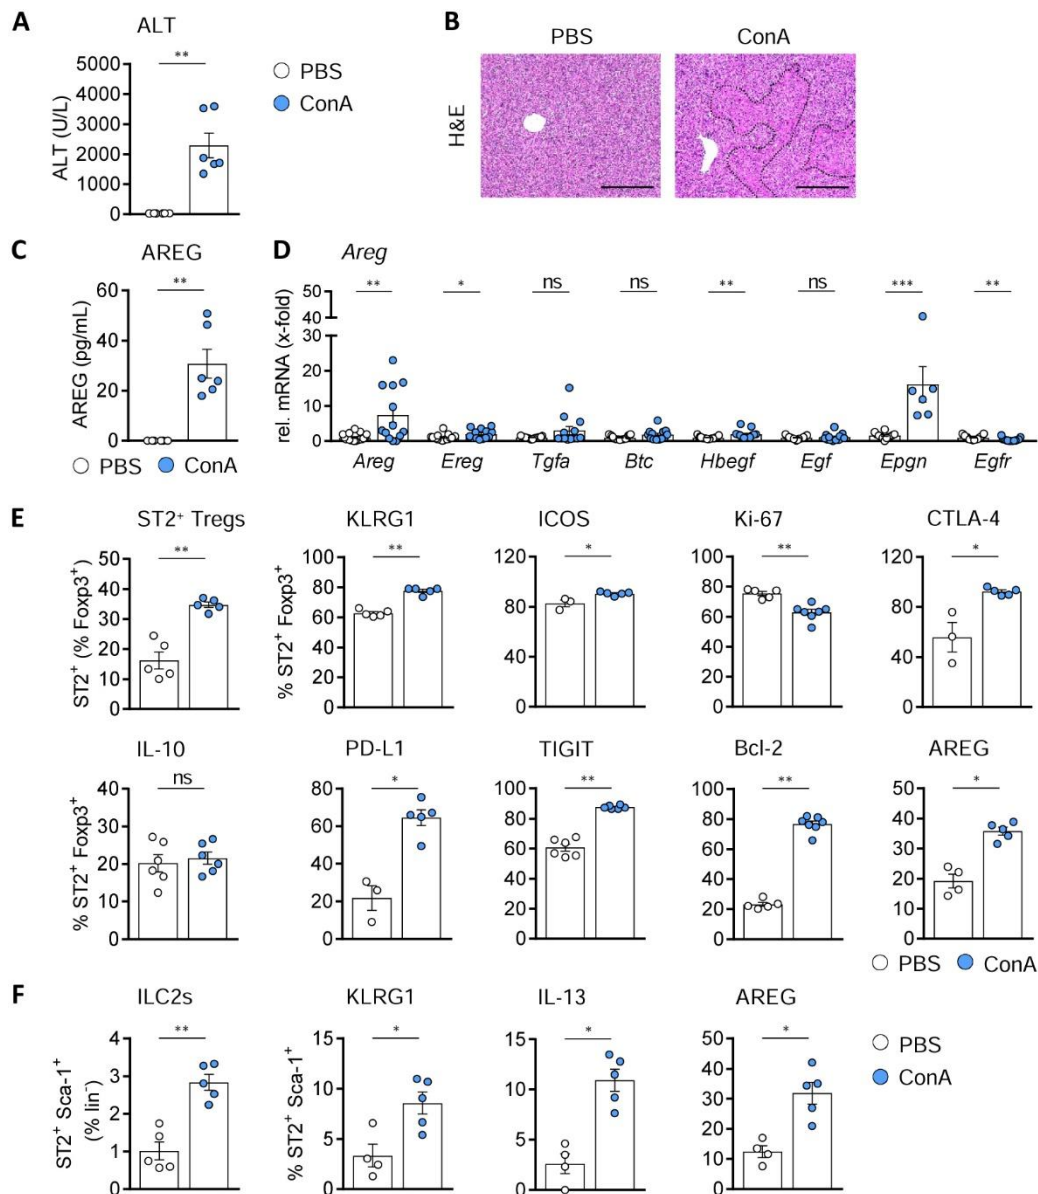 A
ALT
**
ALT (U/L)
5000
4000
3000
2000
1000
0
PBS
ConA
B
PBS
ConA
H&E
C
AREG
**
AREG (pg/mL)
60
40
20
0
PBS ConA
D
Areg
** * ns ns ** ns *** **
rel. mRNA (x-fold)
50
40
30
20
10
0
Areg Ereg Tgfa Btc Hbegf Egf Epgn Egfr
E
ST2⁺ Tregs
**
ST2⁺ (% Foxp3⁺)
50
40
30
20
10
0
KLRG1
**
% ST2⁺ Foxp3⁺
100
80
60
40
20
0
ICOS
*
120
80
40
0
Ki-67
**
100
80
60
40
20
0
CTLA-4
*
120
80
40
0
IL-10
ns
% ST2⁺ Foxp3⁺
40
30
20
10
0
PD-L1
*
80
60
40
20
0
TIGIT
**
100
80
60
40
20
0
Bcl-2
**
100
80
60
40
20
0
AREG
*
50
40
30
20
10
0
PBS ConA
F
ILC2s
**
ST2⁺ Sca-1⁺
(% lin⁻)
4
3
2
1
0
KLRG1
*
% ST2⁺ Sca-1⁺
15
10
5
0
IL-13
*
15
10
5
0
AREG
*
50
40
30
20
10
0
PBS
ConA